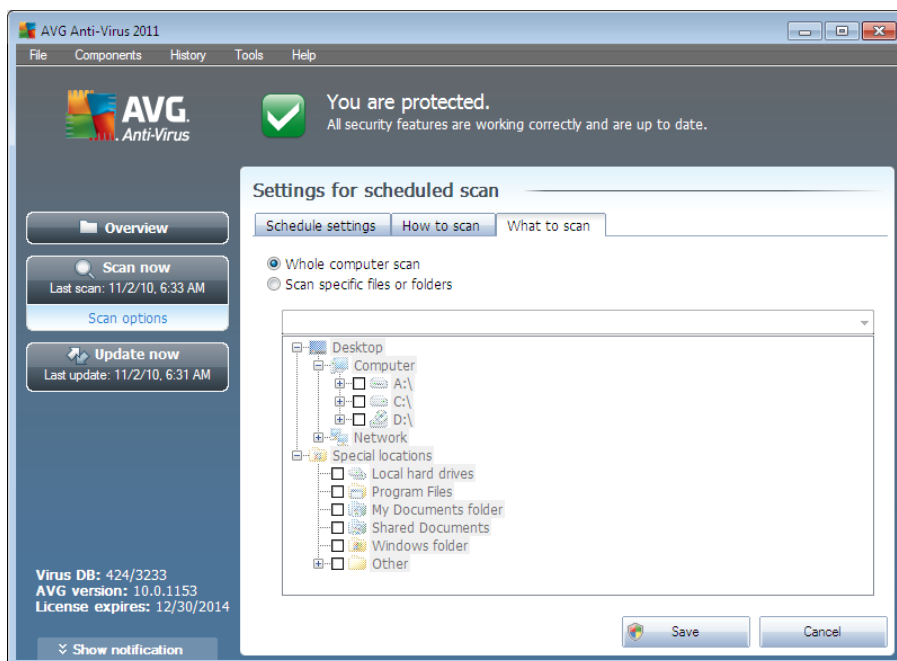 AVG Anti-Virus 2011
File Components History Tools Help
AVG.
Anti-Virus
You are protected.
All security features are working correctly and are up to date.
Settings for scheduled scan
Schedule settings How to scan What to scan
Overview
Scan now
Last scan: 11/2/10, 6:33 AM
Scan options
Update now
Last update: 11/2/10, 6:31 AM
Whole computer scan
Scan specific files or folders
Desktop
Computer
A:\
C:\
D:\
Network
Special locations
Local hard drives
Program Files
My Documents folder
Shared Documents
Windows folder
Other
Virus DB: 424/3233
AVG version: 10.0.1153
License expires: 12/30/2014
Show notification
Save Cancel